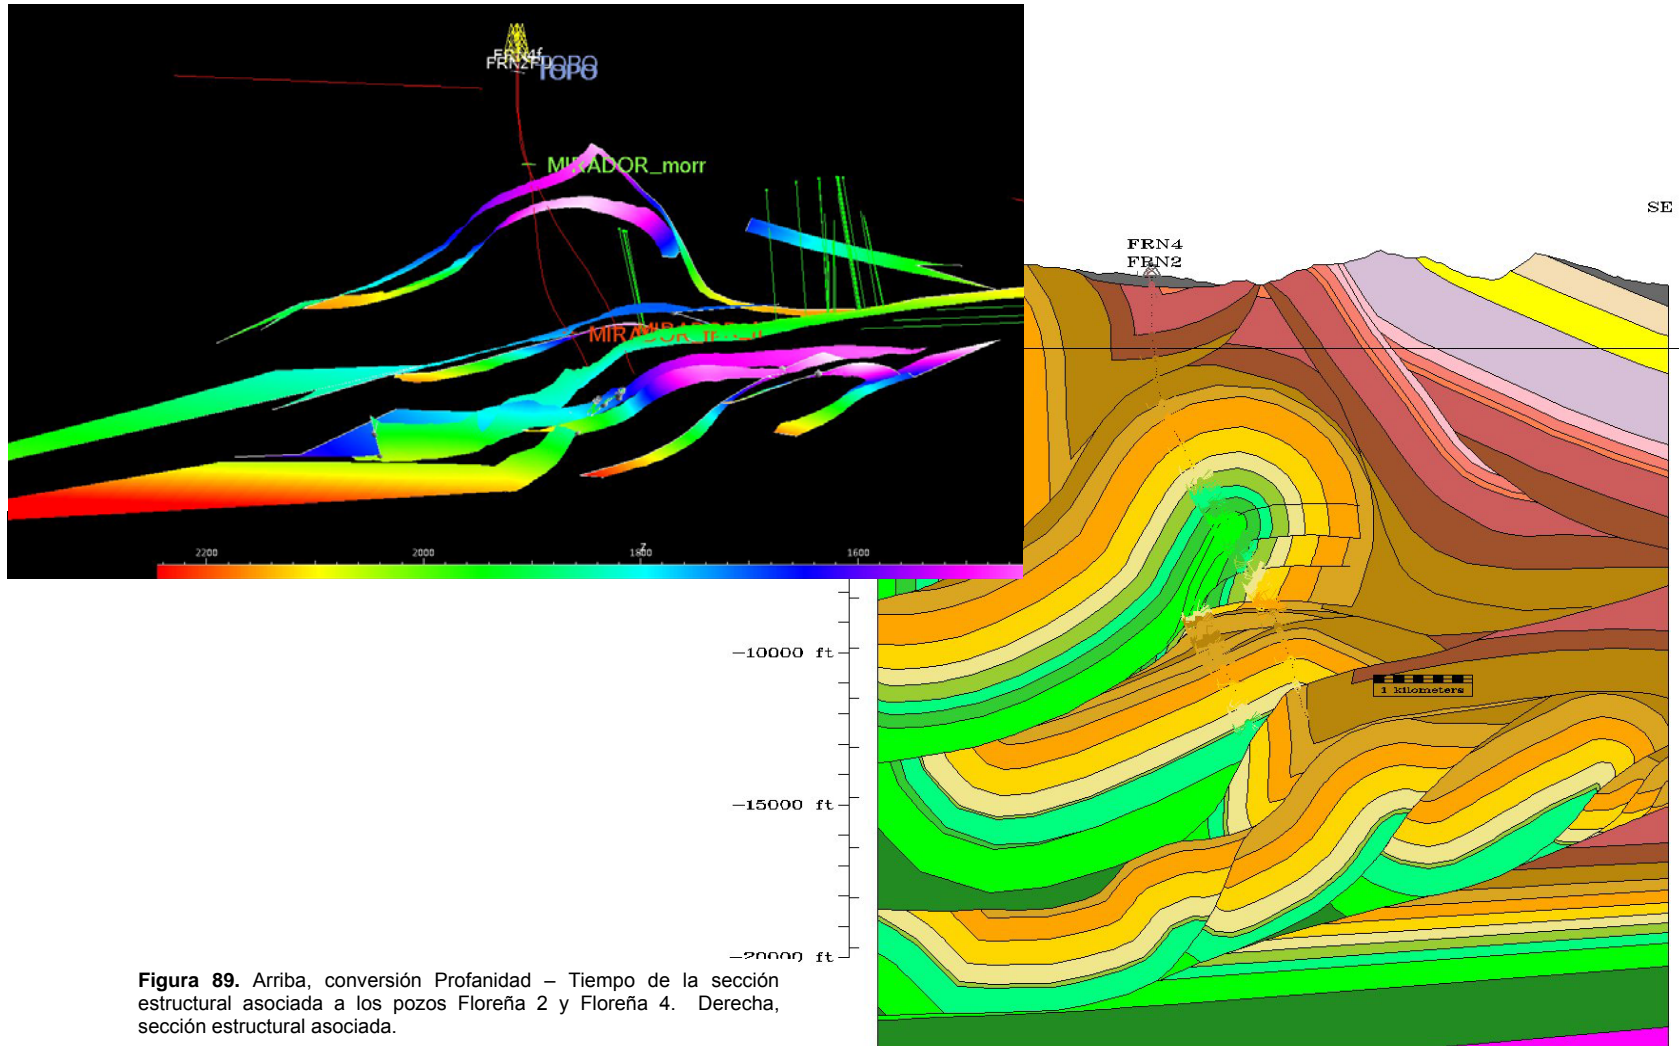 FRN4f
FRN2FU
TOPO
TOPO
MIRADOR_morr
2200
2000
1800
Z
1600
SE
FRN4
FRN2
−10000 ft
1 kilometers
−15000 ft
−20000 ft
Figura 89. Arriba, conversión Profanidad – Tiempo de la sección
estructural asociada a los pozos Floreña 2 y Floreña 4. Derecha,
sección estructural asociada.